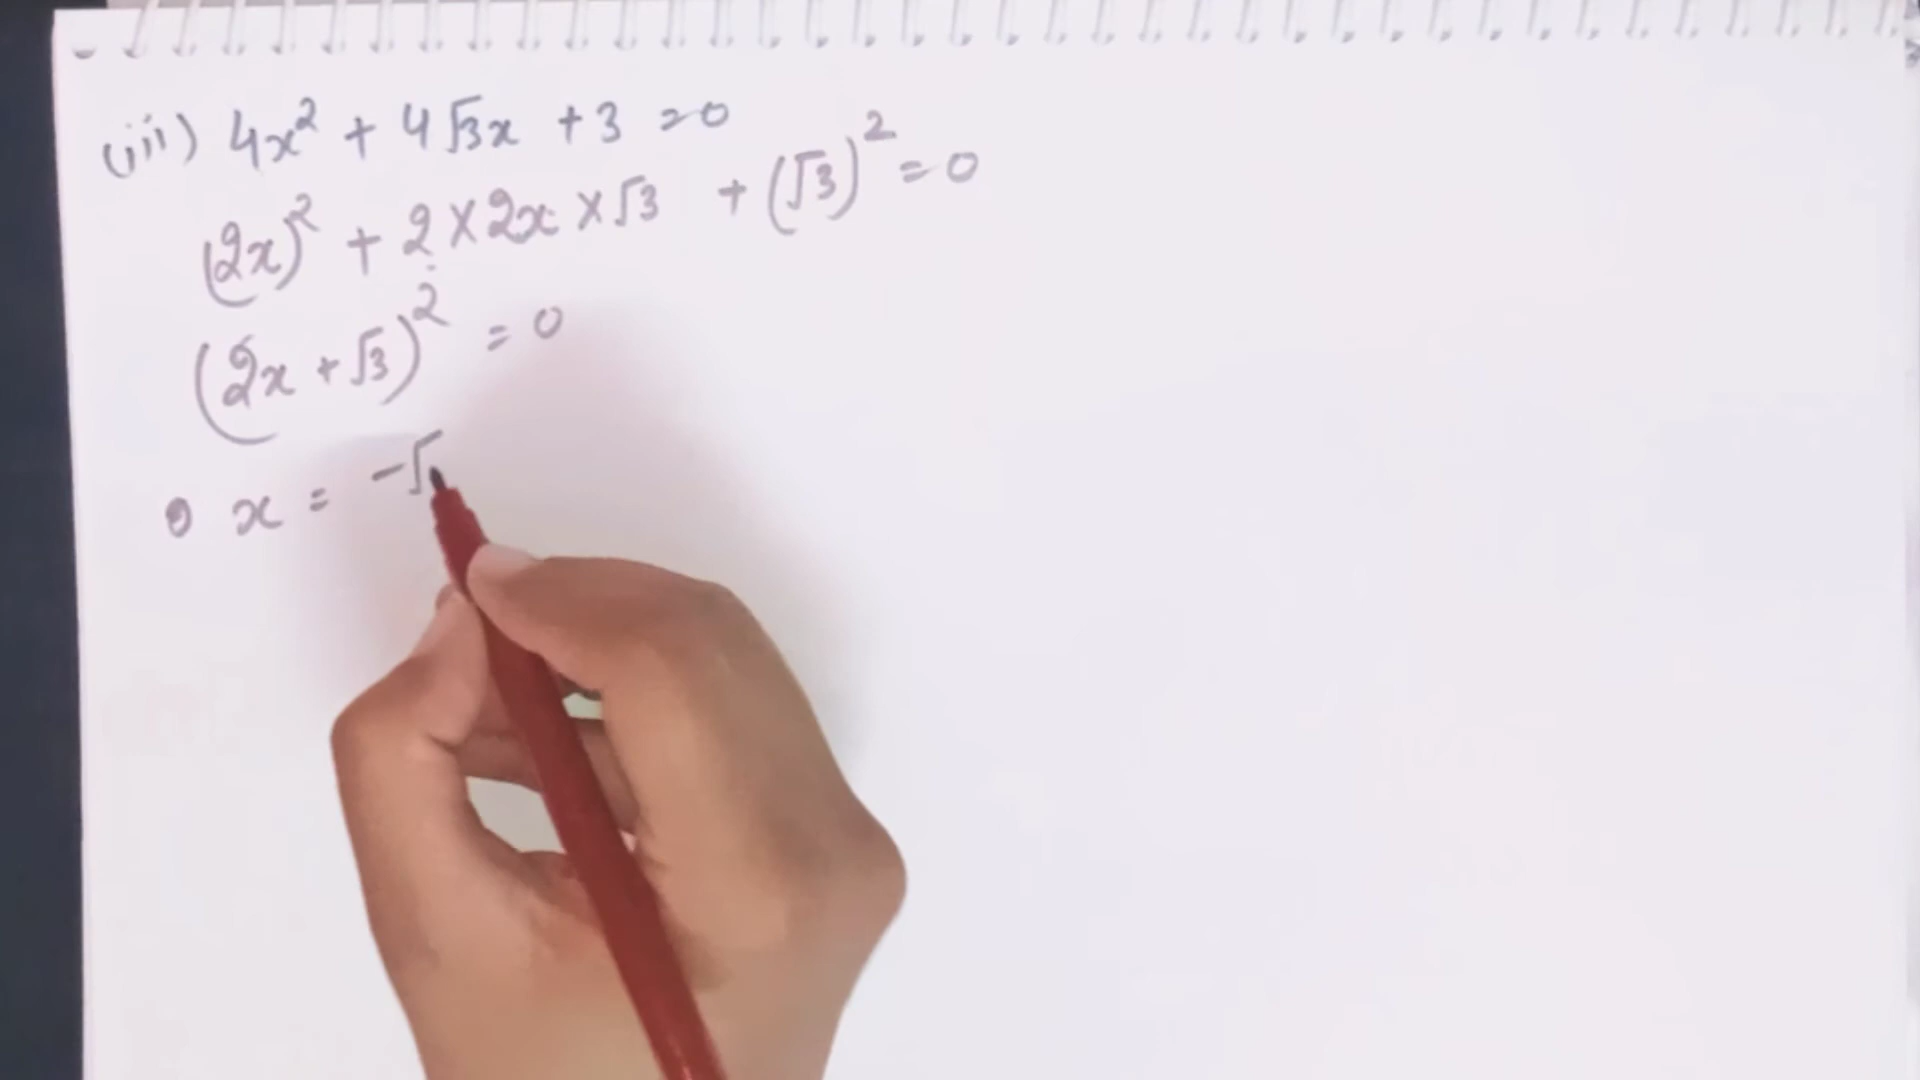 (iii) 4x² + 4√3x + 3 = 0
(2x)² + 2 × 2x × √3 + (√3)² = 0
(2x + √3)² = 0
x = -√